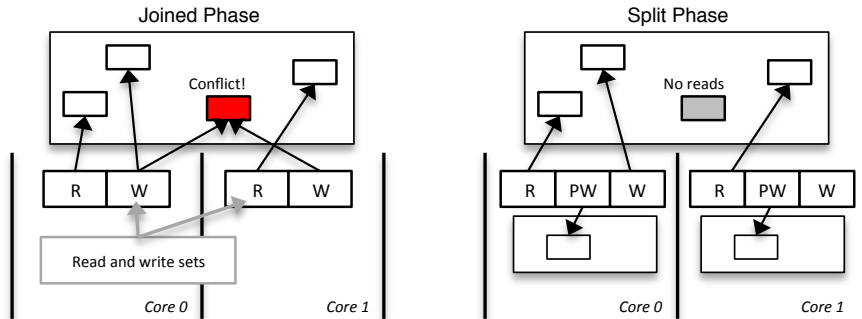 Joined Phase
Conflict!
R W R W
Read and write sets
Core 0 Core 1
Split Phase
No reads
R PW W R PW W
Core 0 Core 1